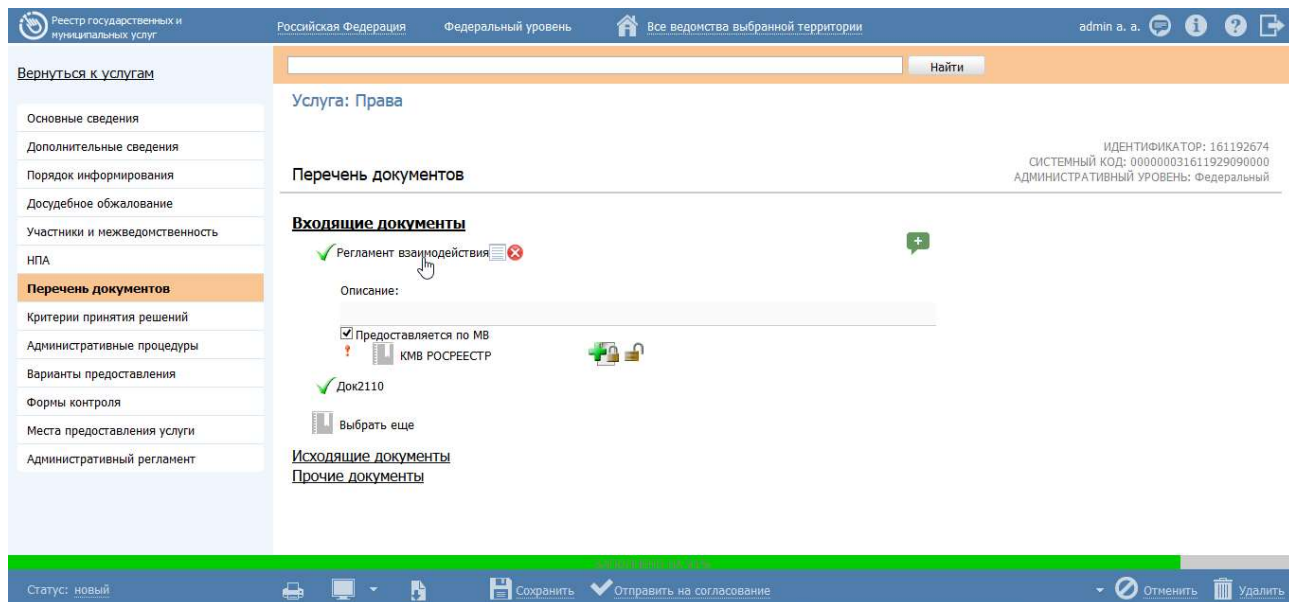 Реестр государственных и
муниципальных услуг
Российская Федерация
Федеральный уровень
Все ведомства выбранной территории
admin a. a.
Вернуться к услугам
Найти
Услуга: Права
Основные сведения
Дополнительные сведения
Порядок информирования
Досудебное обжалование
Участники и межведомственность
НПА
Перечень документов
Критерии принятия решений
Административные процедуры
Варианты предоставления
Формы контроля
Места предоставления услуги
Административный регламент
ИДЕНТИФИКАТОР: 161192674
СИСТЕМНЫЙ КОД: 000000031611929090000
АДМИНИСТРАТИВНЫЙ УРОВЕНЬ: Федеральный
Перечень документов
Входящие документы
Регламент взаимодействия
Описание:
Предоставляется по МВ
КМВ РОСРЕЕСТР
Док2110
Выбрать еще
Исходящие документы
Прочие документы
Статус: новый
Сохранить
Отправить на согласование
Отменить
Удалить